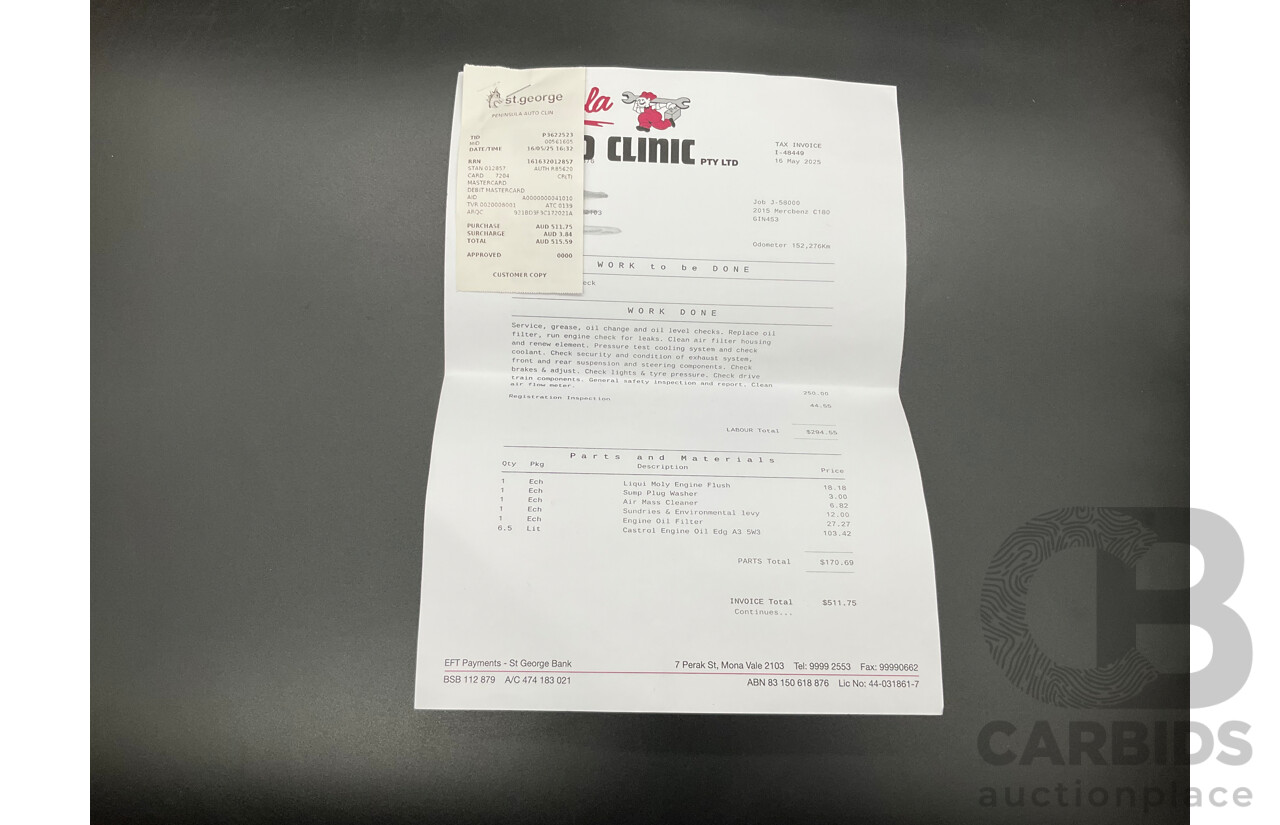 st.george
PENINSULA AUTO CLIN
TID P3622523
MID 00561605
DATE/TIME 16/05/25 16:32
RRN 161632012857
STAN 012857 AUTH R85620
CARD ...7204 CR(T)
MASTERCARD
DEBIT MASTERCARD
AID A0000000041010
TVR 0020008001 ATC 0139
ARQC
PURCHASE AUD 511.75
SURCHARGE AUD 3.84
TOTAL AUD 515.59
APPROVED 0000
CUSTOMER COPY
la
CLINIC PTY LTD
TAX INVOICE
I-48449
16 May 2025
Job J-58000
2015 Mercbenz C180
GIN453
Odometer 152,276Km
WORK to be DONE
eck
WORK DONE
Service, grease, oil change and oil level checks. Replace oil
filter, run engine check for leaks. Clean air filter housing
and renew element. Pressure test cooling system and check
coolant. Check security and condition of exhaust system,
front and rear suspension and steering components. Check
brakes & adjust. Check lights & tyre pressure. Check drive
train components. General safety inspection and report. Clean
air flow meter.
Registration Inspection 44.55
LABOUR Total $294.55
Parts and Materials
Qty Pkg Description Price
1 Ech Liqui Moly Engine Flush 18.18
1 Ech Sump Plug Washer 3.00
1 Ech Air Mass Cleaner 6.82
1 Ech Sundries & Environmental levy 12.00
1 Ech Engine Oil Filter 27.27
6.5 Lit Castrol Engine Oil Edg A3 5W3 103.42
PARTS Total $170.69
INVOICE Total $511.75
Continues...
EFT Payments - St George Bank 7 Perak St, Mona Vale 2103 Tel: 9999 2553 Fax: 99990662
BSB 112 879 A/C 474 183 021 ABN 83 150 618 876 Lic No: 44-031861-7
CB
CARBIDS
auctionplace